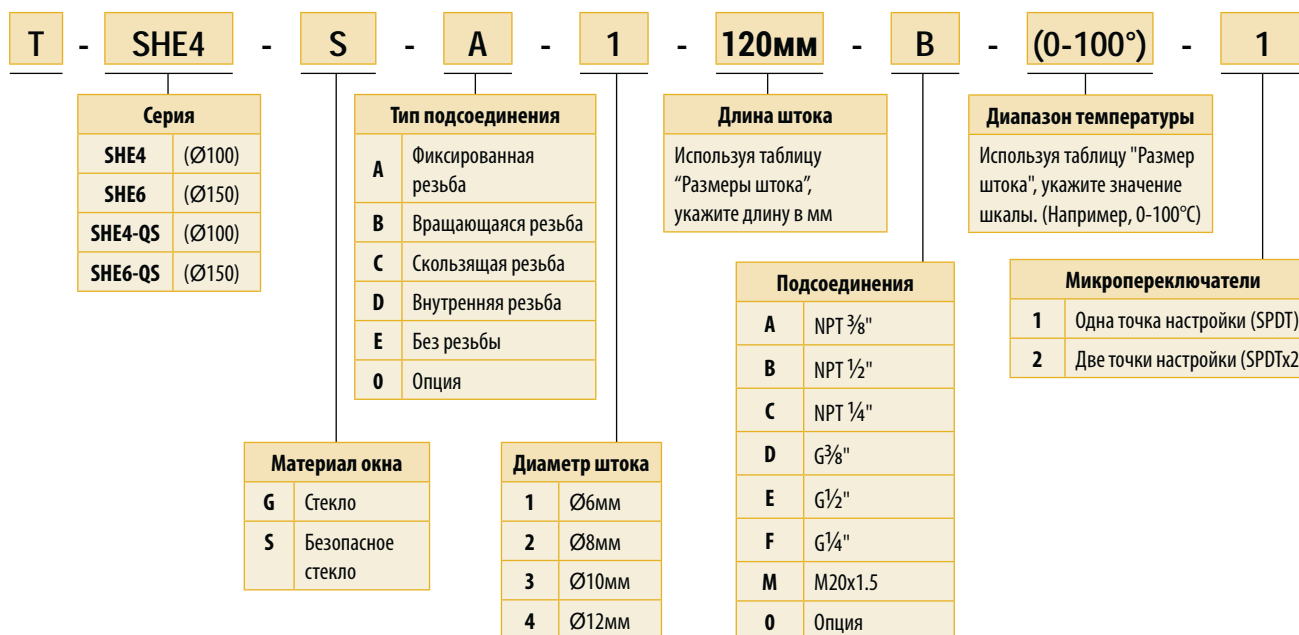 T - SHE4 - S - A - 1 - 120мм - B - (0-100°) - 1
Серия
SHE4 (Ø100)
SHE6 (Ø150)
SHE4-QS (Ø100)
SHE6-QS (Ø150)
Тип подсоединения
A Фиксированная
резьба
B Вращающаяся резьба
C Скользящая резьба
D Внутренняя резьба
E Без резьбы
0 Опция
Длина штока
Используя таблицу
“Размеры штока”,
укажите длину в мм
Диапазон температуры
Используя таблицу "Размер
штока", укажите значение
шкалы. (Например, 0-100°C)
Подсоединения
A NPT ⅜"
B NPT ½"
C NPT ¼"
D G⅜"
E G½"
F G¼"
M M20x1.5
0 Опция
Микропереключатели
1 Одна точка настройки (SPDT)
2 Две точки настройки (SPDTx2
Материал окна
G Стекло
S Безопасное
стекло
Диаметр штока
1 Ø6мм
2 Ø8мм
3 Ø10мм
4 Ø12мм